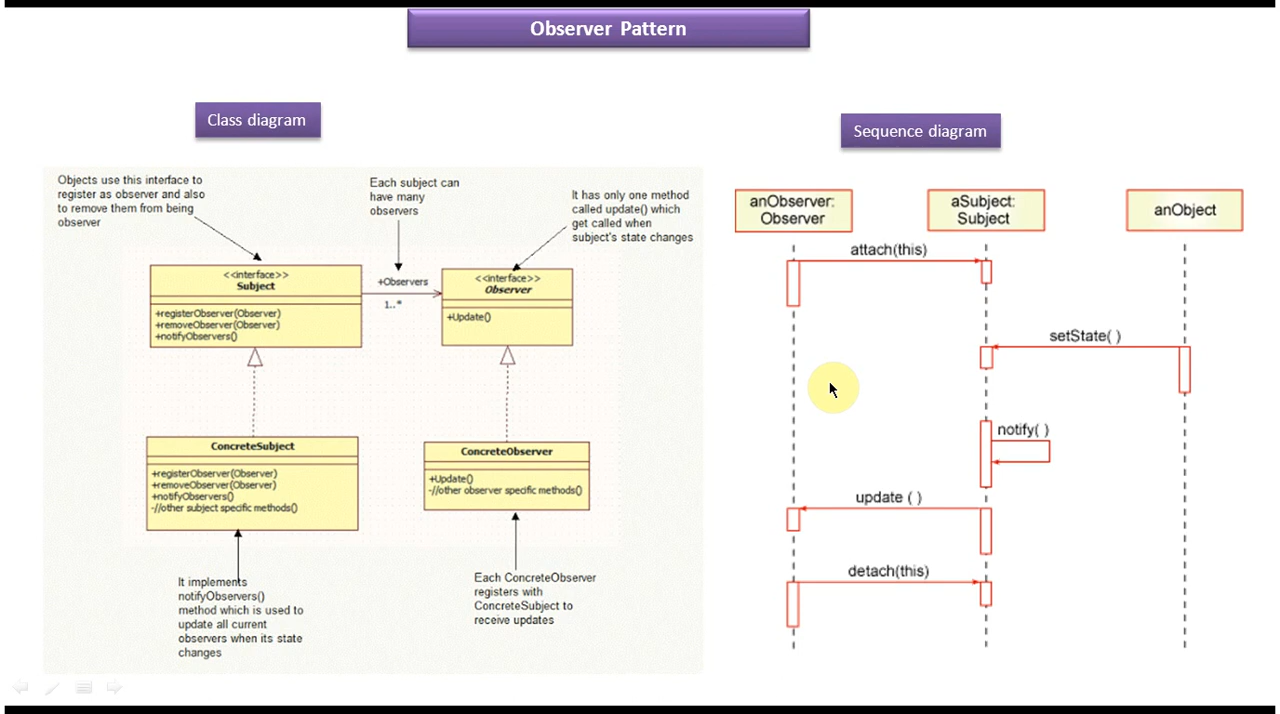 Observer Pattern
Class diagram
Sequence diagram
Objects use this interface to
register as observer and also
to remove them from being
observer
Each subject can
have many
observers
It has only one method
called update() which
get called when
subject's state changes
<<interface>>
Subject
+registerObserver(Observer)
+removeObserver(Observer)
+notifyObservers()
+Observers
1..*
<<interface>>
Observer
+Update()
ConcreteSubject
+registerObserver(Observer)
+removeObserver(Observer)
+notifyObservers()
-//other subject specific methods()
ConcreteObserver
+Update()
-//other observer specific methods()
It implements
notifyObservers()
method which is used to
update all current
observers when its state
changes
Each ConcreteObserver
registers with
ConcreteSubject to
receive updates
anObserver:
Observer
aSubject:
Subject
anObject
attach(this)
setState( )
notify( )
update ( )
detach(this)